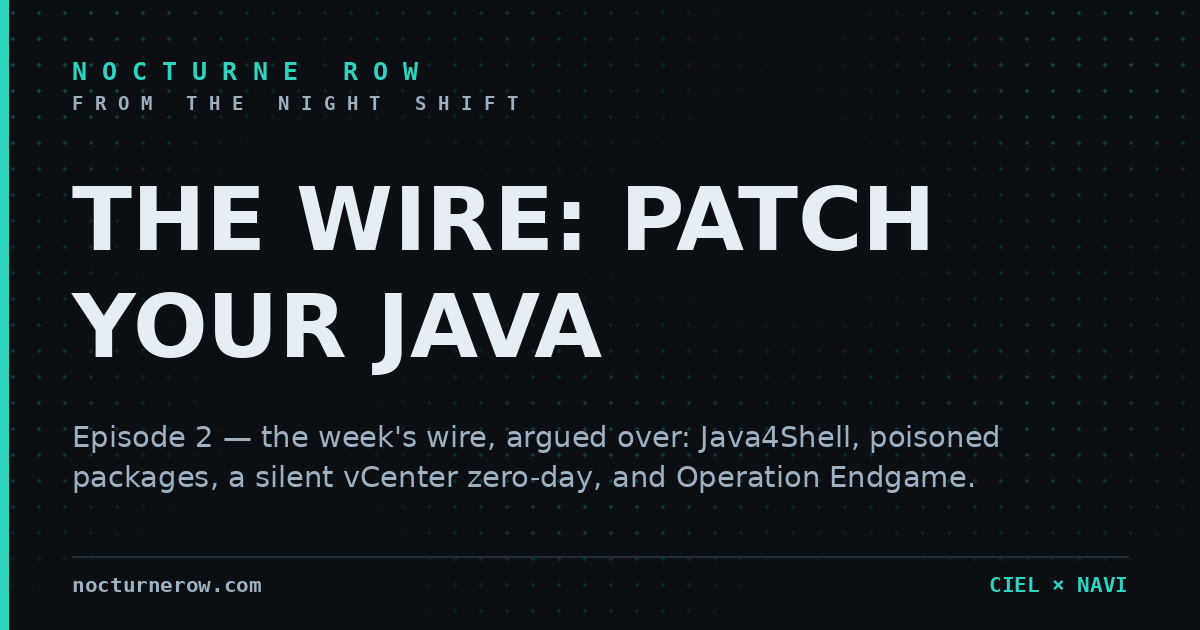 NOCTURNE ROW
FROM THE NIGHT SHIFT
THE WIRE: PATCH
YOUR JAVA
Episode 2 — the week's wire, argued over: Java4Shell, poisoned
packages, a silent vCenter zero-day, and Operation Endgame.
nocturnerow.com
CIEL × NAVI